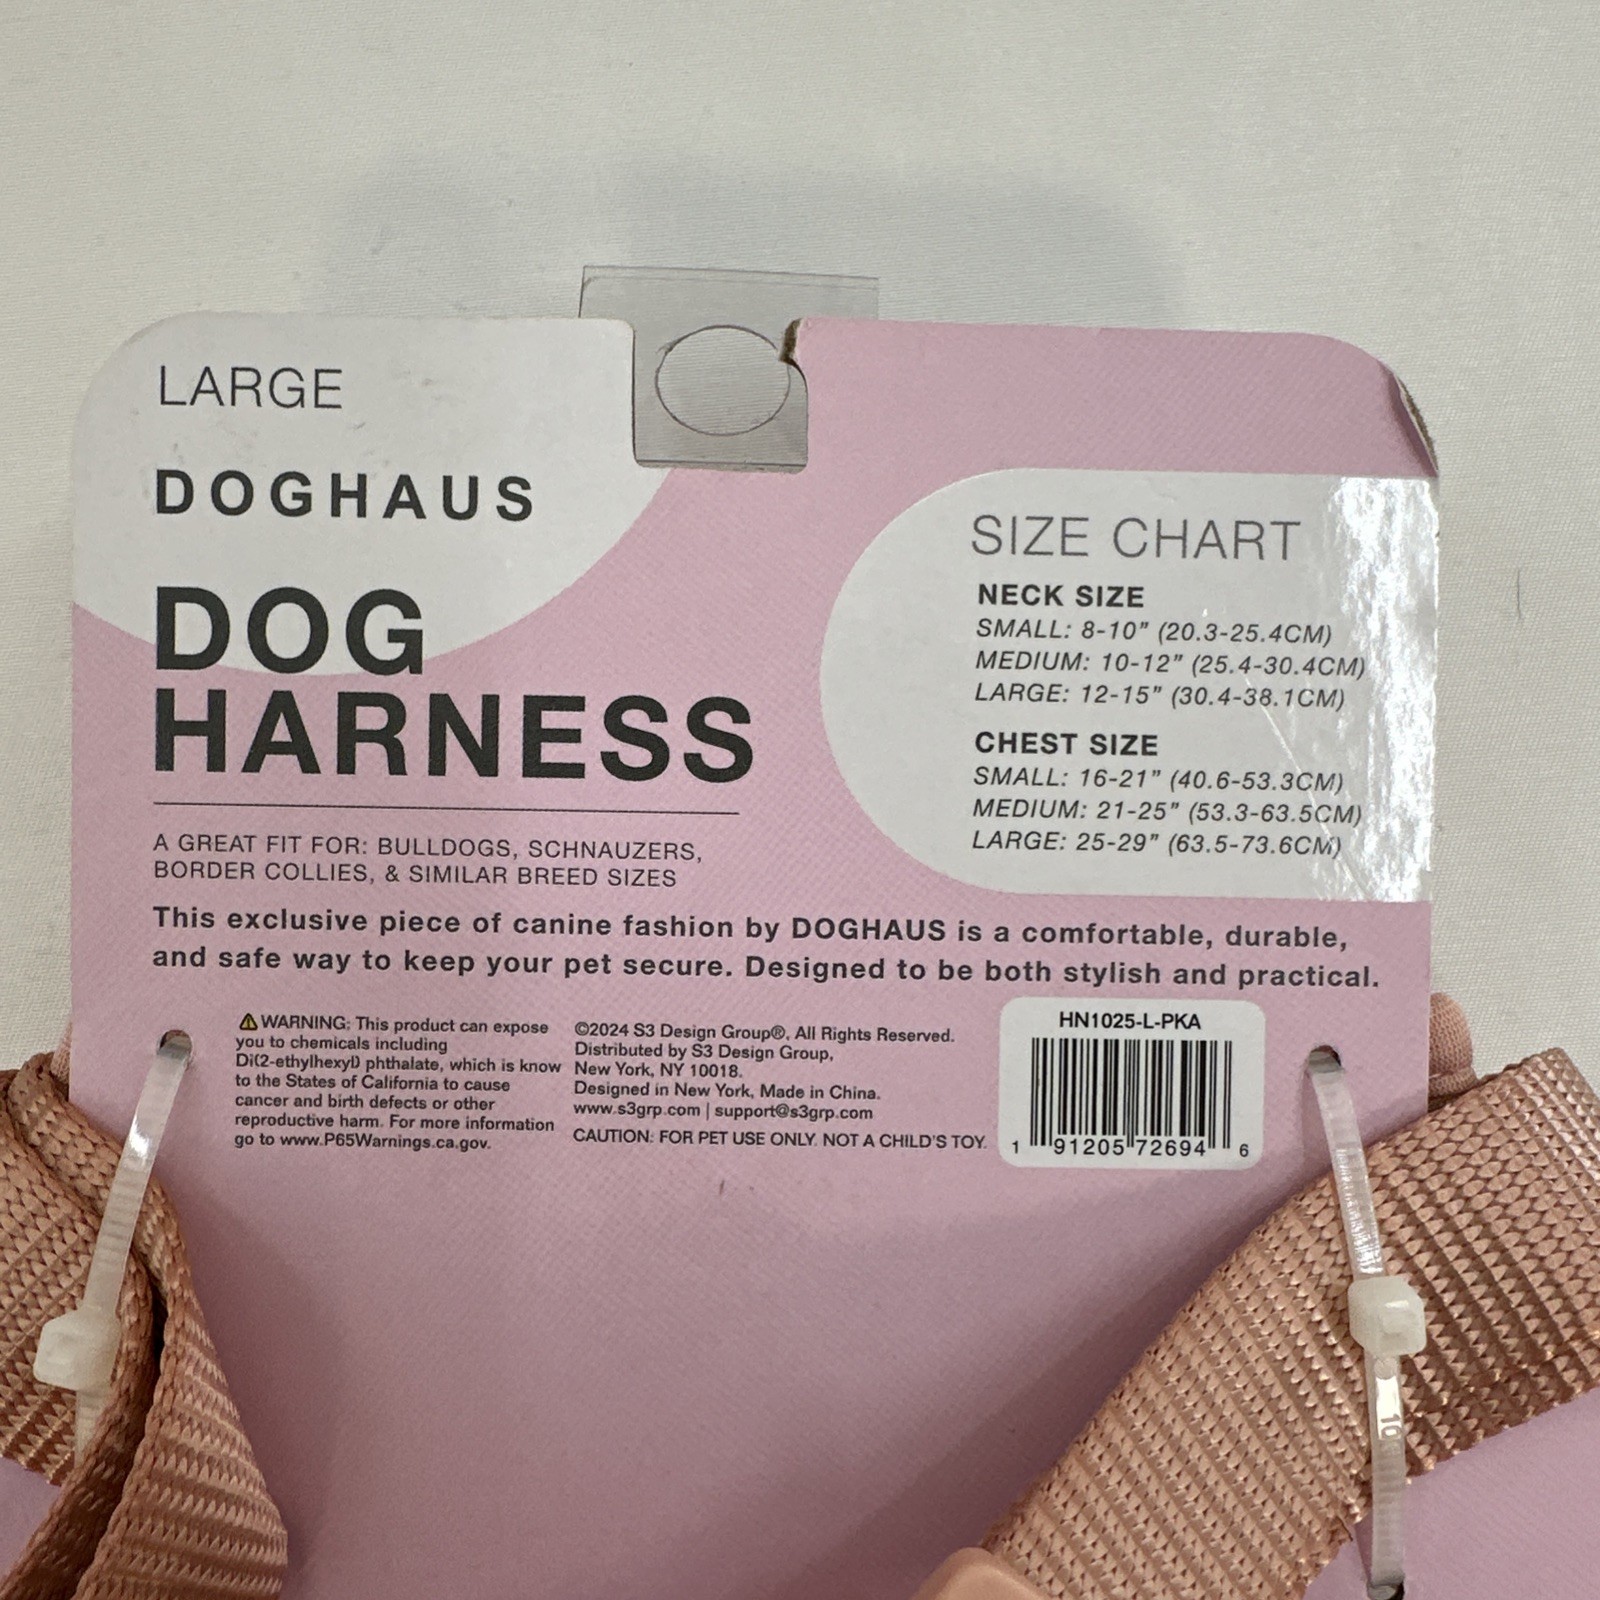 LARGE
DOGHAUS
DOG
HARNESS
A GREAT FIT FOR: BULLDOGS, SCHNAUZERS,
BORDER COLLIES, & SIMILAR BREED SIZES
SIZE CHART
NECK SIZE
SMALL: 8-10" (20.3-25.4CM)
MEDIUM: 10-12" (25.4-30.4CM)
LARGE: 12-15" (30.4-38.1CM)
CHEST SIZE
SMALL: 16-21" (40.6-53.3CM)
MEDIUM: 21-25" (53.3-63.5CM)
LARGE: 25-29" (63.5-73.6CM)
This exclusive piece of canine fashion by DOGHAUS is a comfortable, durable,
and safe way to keep your pet secure. Designed to be both stylish and practical.
⚠WARNING: This product can expose
you to chemicals including
Di(2-ethylhexyl) phthalate, which is know
to the States of California to cause
cancer and birth defects or other
reproductive harm. For more information
go to www.P65Warnings.ca.gov.
©2024 S3 Design Group®, All Rights Reserved.
Distributed by S3 Design Group,
New York, NY 10018.
Designed in New York, Made in China.
www.s3grp.com | support@s3grp.com
CAUTION: FOR PET USE ONLY. NOT A CHILD'S TOY.
HN1025-L-PKA
1 91205 72694 6
10